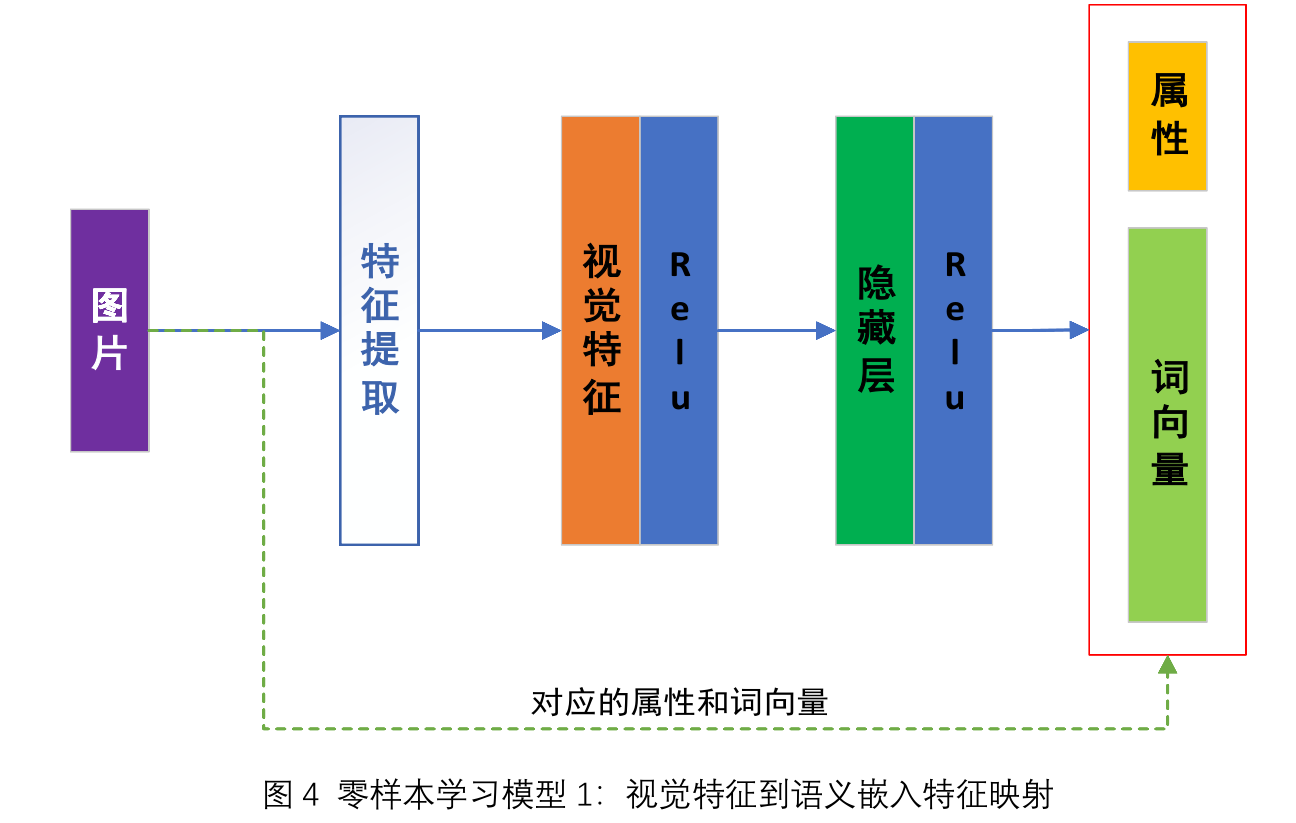 图片
特征提取
视觉特征
Relu
隐藏层
Relu
属性
词向量
对应的属性和词向量
图 4 零样本学习模型 1：视觉特征到语义嵌入特征映射